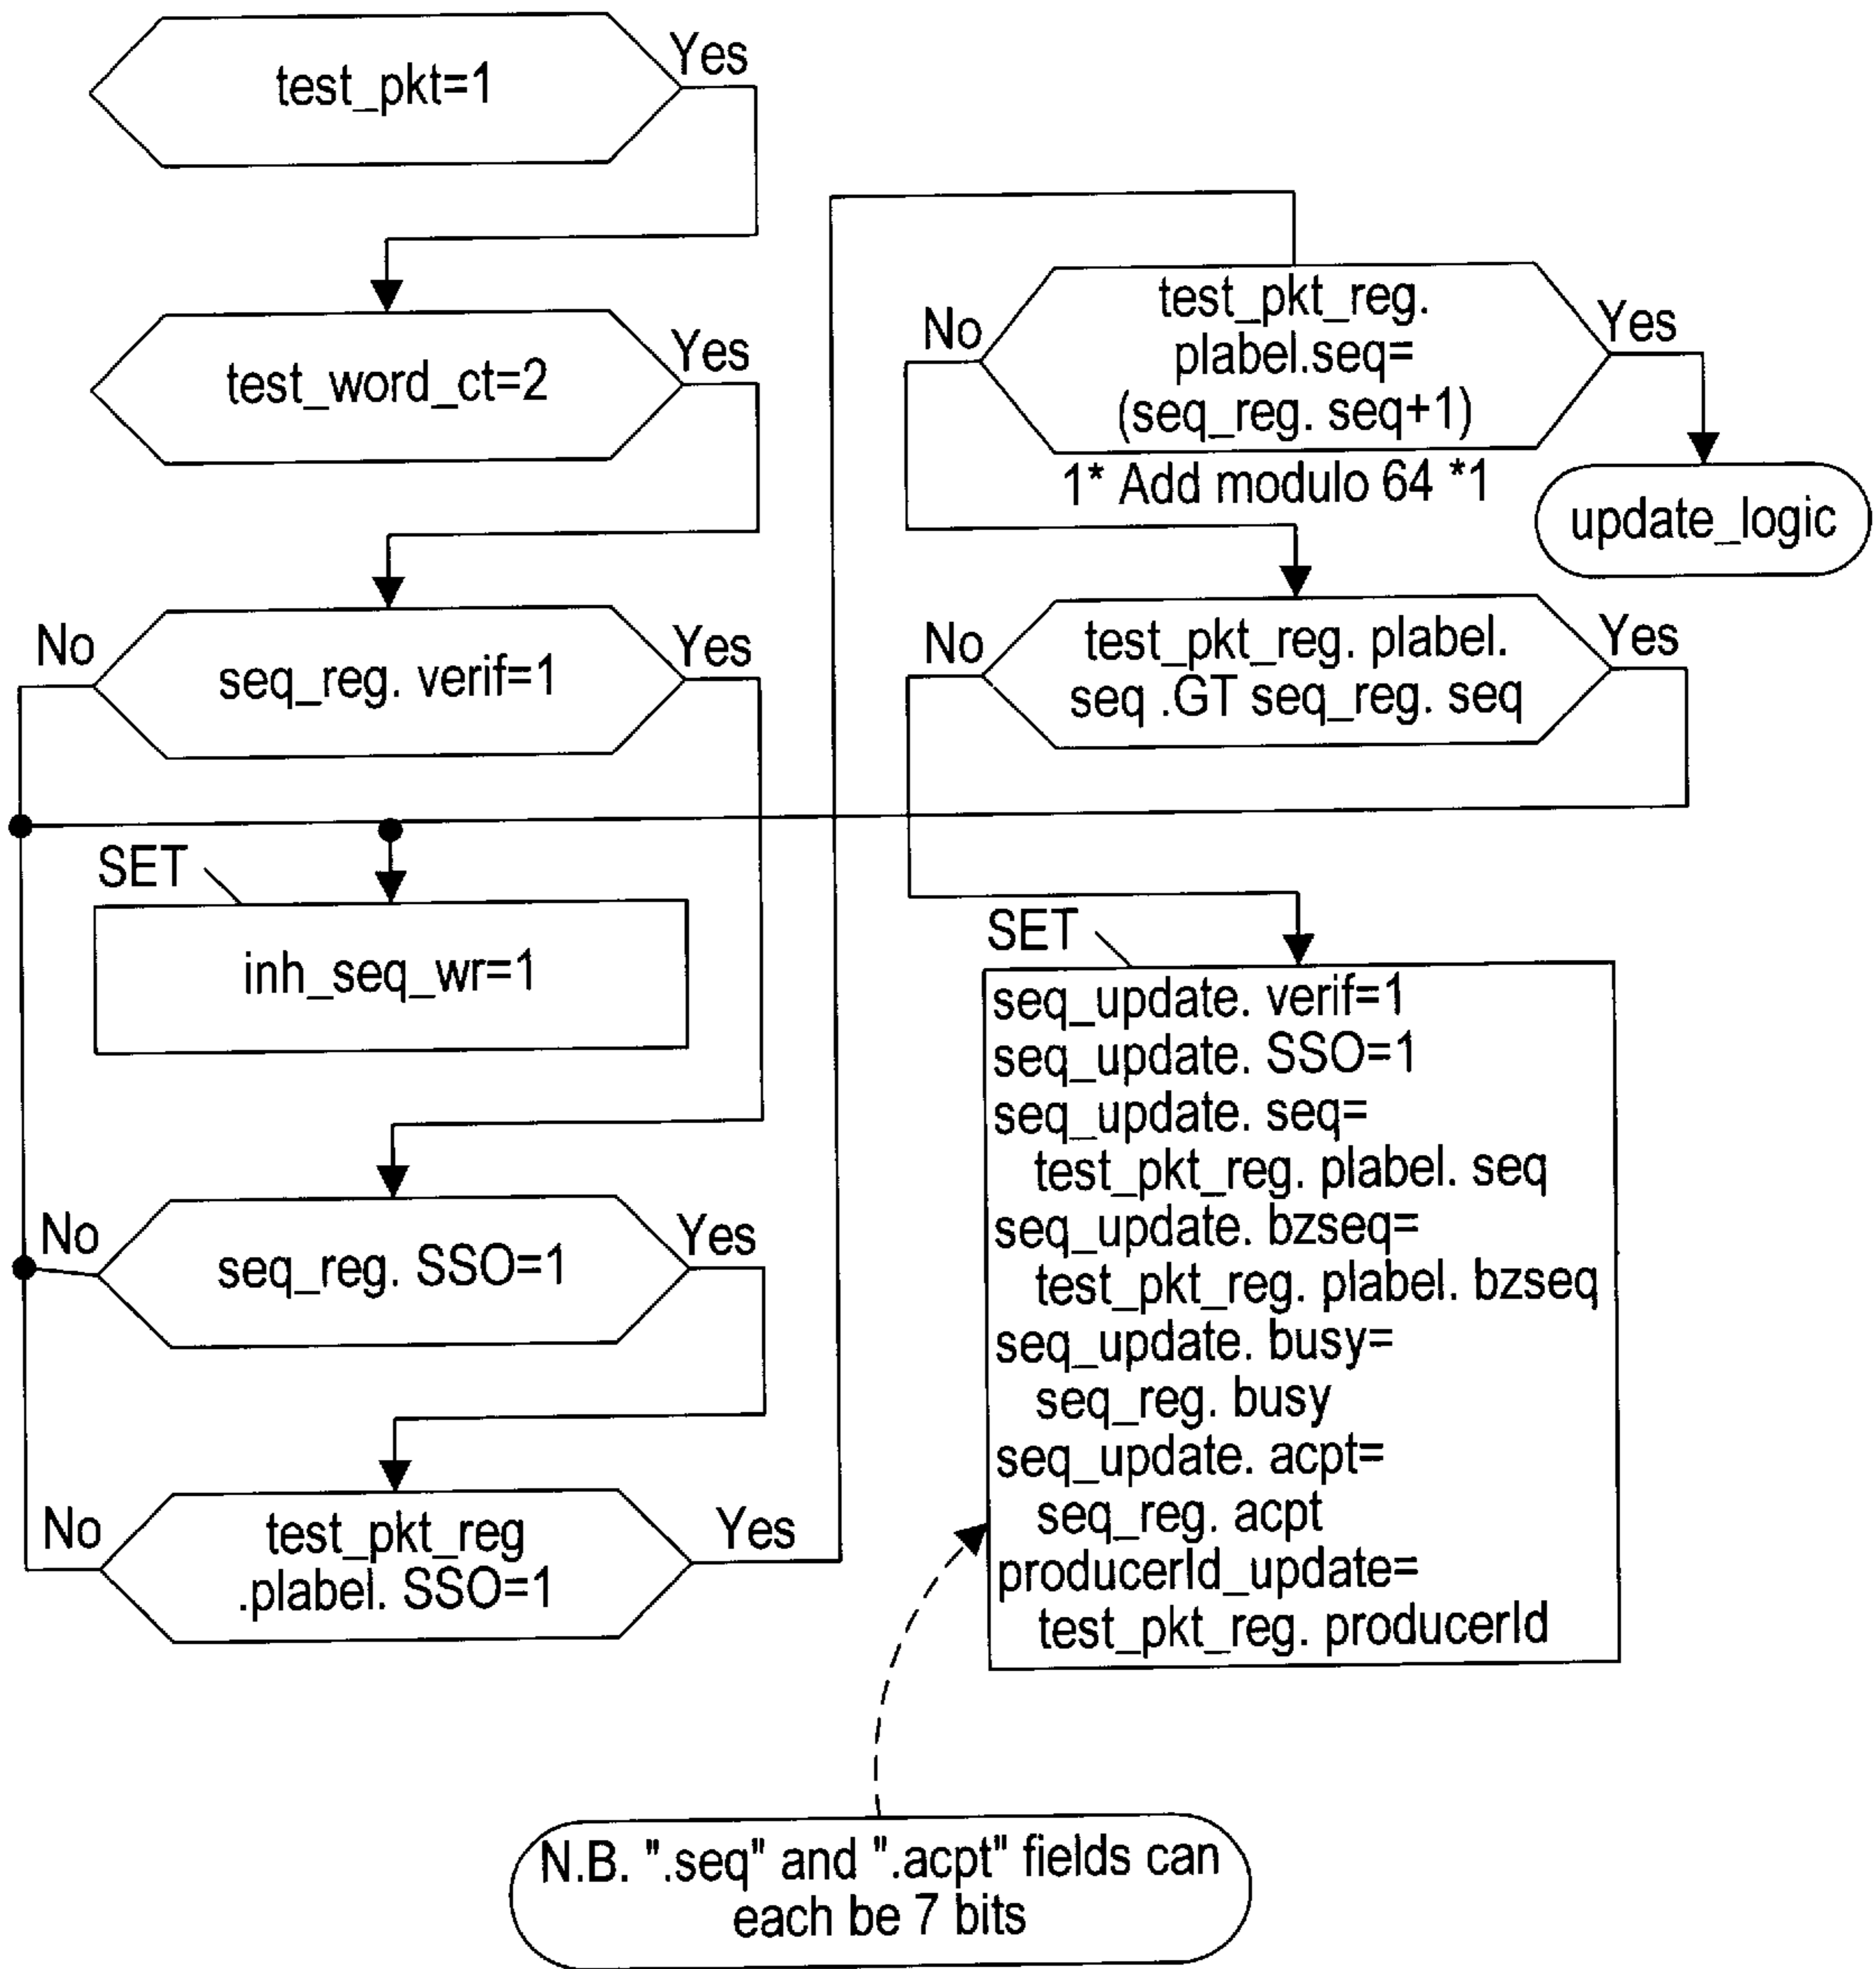 test_pkt=1
Yes
test_word_ct=2
Yes
No
seq_reg. verif=1
Yes
SET
inh_seq_wr=1
No
seq_reg. SSO=1
Yes
No
test_pkt_reg
.plabel. SSO=1
Yes
No
test_pkt_reg.
plabel.seq=
(seq_reg. seq+1)
Yes
1* Add modulo 64 *1
update_logic
No
test_pkt_reg. plabel.
seq .GT seq_reg. seq
Yes
SET
seq_update. verif=1
seq_update. SSO=1
seq_update. seq=
test_pkt_reg. plabel. seq
seq_update. bzseq=
test_pkt_reg. plabel. bzseq
seq_update. busy=
seq_reg. busy
seq_update. acpt=
seq_reg. acpt
producerId_update=
test_pkt_reg. producerId
N.B. ".seq" and ".acpt" fields can
each be 7 bits